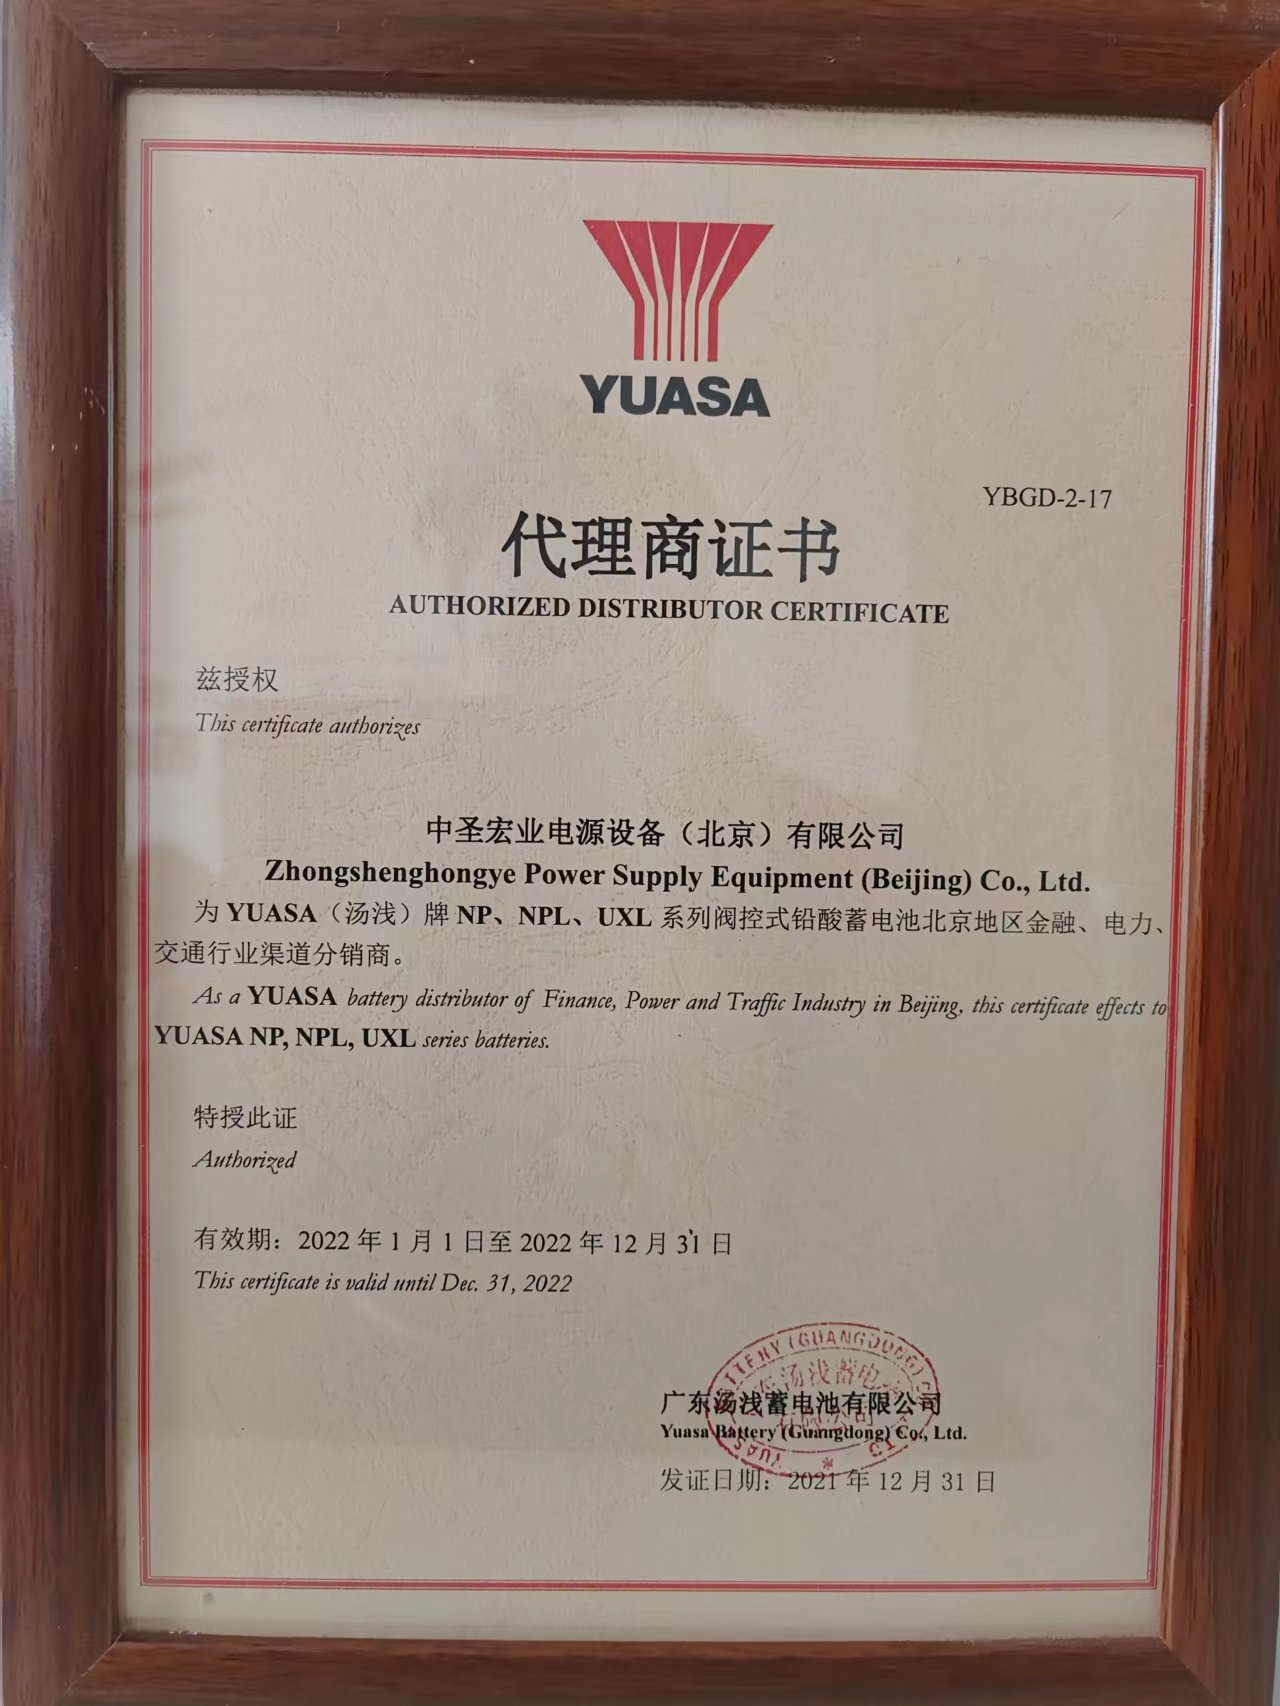 YUASA
YBGD-2-17
代理商证书
AUTHORIZED DISTRIBUTOR CERTIFICATE
兹授权
This certificate authorizes
中圣宏业电源设备（北京）有限公司
Zhongshenghongye Power Supply Equipment (Beijing) Co., Ltd.
为 YUASA（汤浅）牌 NP、NPL、UXL 系列阀控式铅酸蓄电池北京地区金融、电力、
交通行业渠道分销商。
As a YUASA battery distributor of Finance, Power and Traffic Industry in Beijing, this certificate effects to
YUASA NP, NPL, UXL series batteries.
特授此证
Authorized
有效期：2022 年 1 月 1 日至 2022 年 12 月 31 日
This certificate is valid until Dec. 31, 2022
广东汤浅蓄电池有限公司
Yuasa Battery (Guangdong) Co., Ltd.
发证日期：2021 年 12 月 31 日